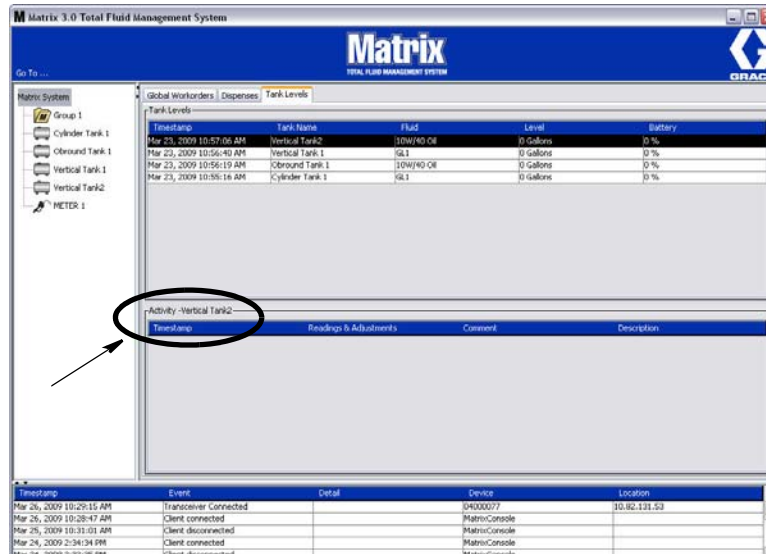 Matrix 3.0 Total Fluid Management System
Matrix
TOTAL FLUID MANAGEMENT SYSTEM
Go To ...
GRAC
Matrix System
Group 1
Cylinder Tank 1
Obround Tank 1
Vertical Tank 1
Vertical Tank2
METER 1
Global Workorders Dispenses Tank Levels
Tank Levels
Timestamp Tank Name Fluid Level Battery
Mar 23, 2009 10:57:06 AM Vertical Tank2 10W/40 Oil 0 Gallons 0 %
Mar 23, 2009 10:56:40 AM Vertical Tank 1 GL1 0 Gallons 0 %
Mar 23, 2009 10:56:19 AM Obround Tank 1 10W/40 Oil 0 Gallons 0 %
Mar 23, 2009 10:55:16 AM Cylinder Tank 1 GL1 0 Gallons 0 %
Activity -Vertical Tank2
Timestamp Readings & Adjustments Comment Description
Timestamp Event Detail Device Location
Mar 26, 2009 10:29:15 AM Transceiver Connected 04000077 10.82.131.53
Mar 26, 2009 10:28:47 AM Client connected MatrixConsole
Mar 25, 2009 10:31:01 AM Client disconnected MatrixConsole
Mar 24, 2009 2:34:34 PM Client connected MatrixConsole